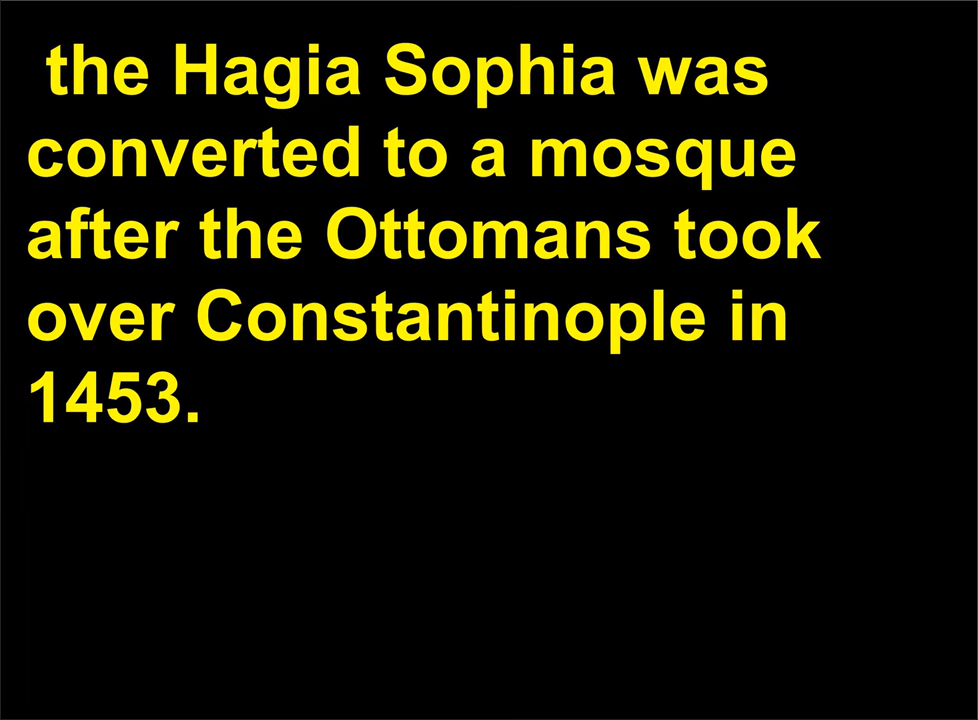 the Hagia Sophia was
converted to a mosque
after the Ottomans took
over Constantinople in
1453.